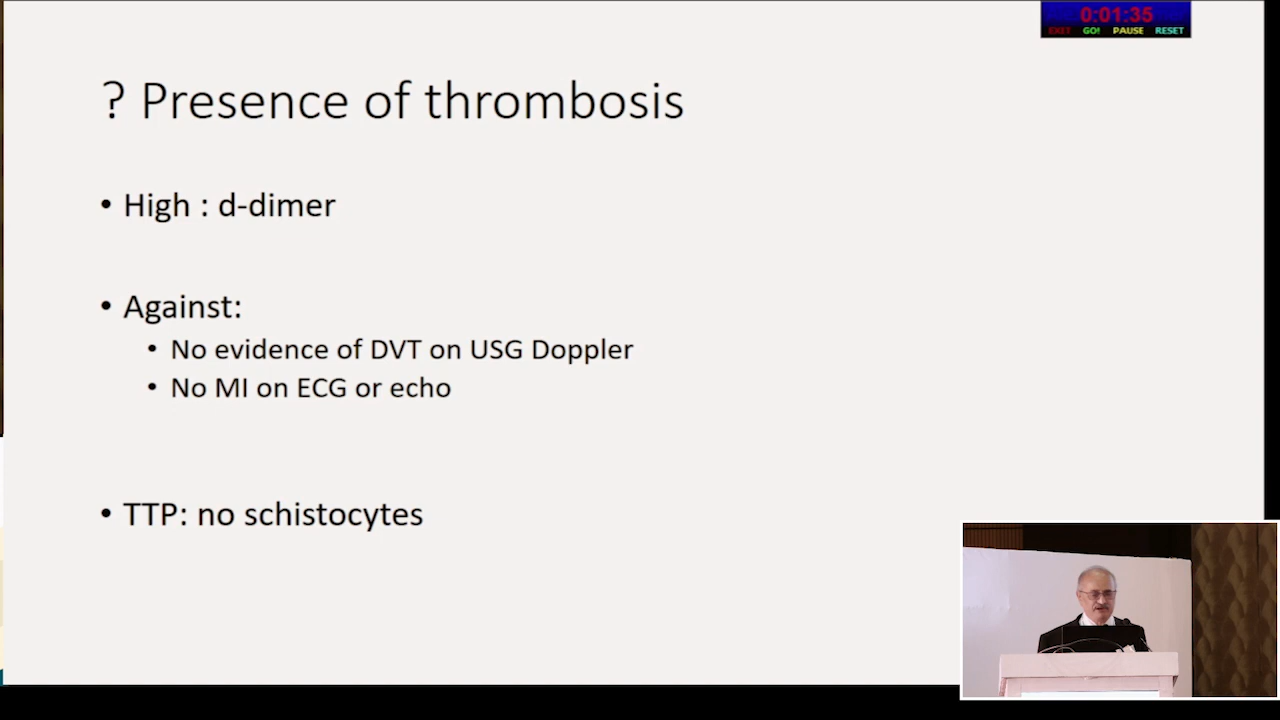 0:01:35
EXIT GO! PAUSE RESET
? Presence of thrombosis
• High : d-dimer
• Against:
• No evidence of DVT on USG Doppler
• No MI on ECG or echo
• TTP: no schistocytes